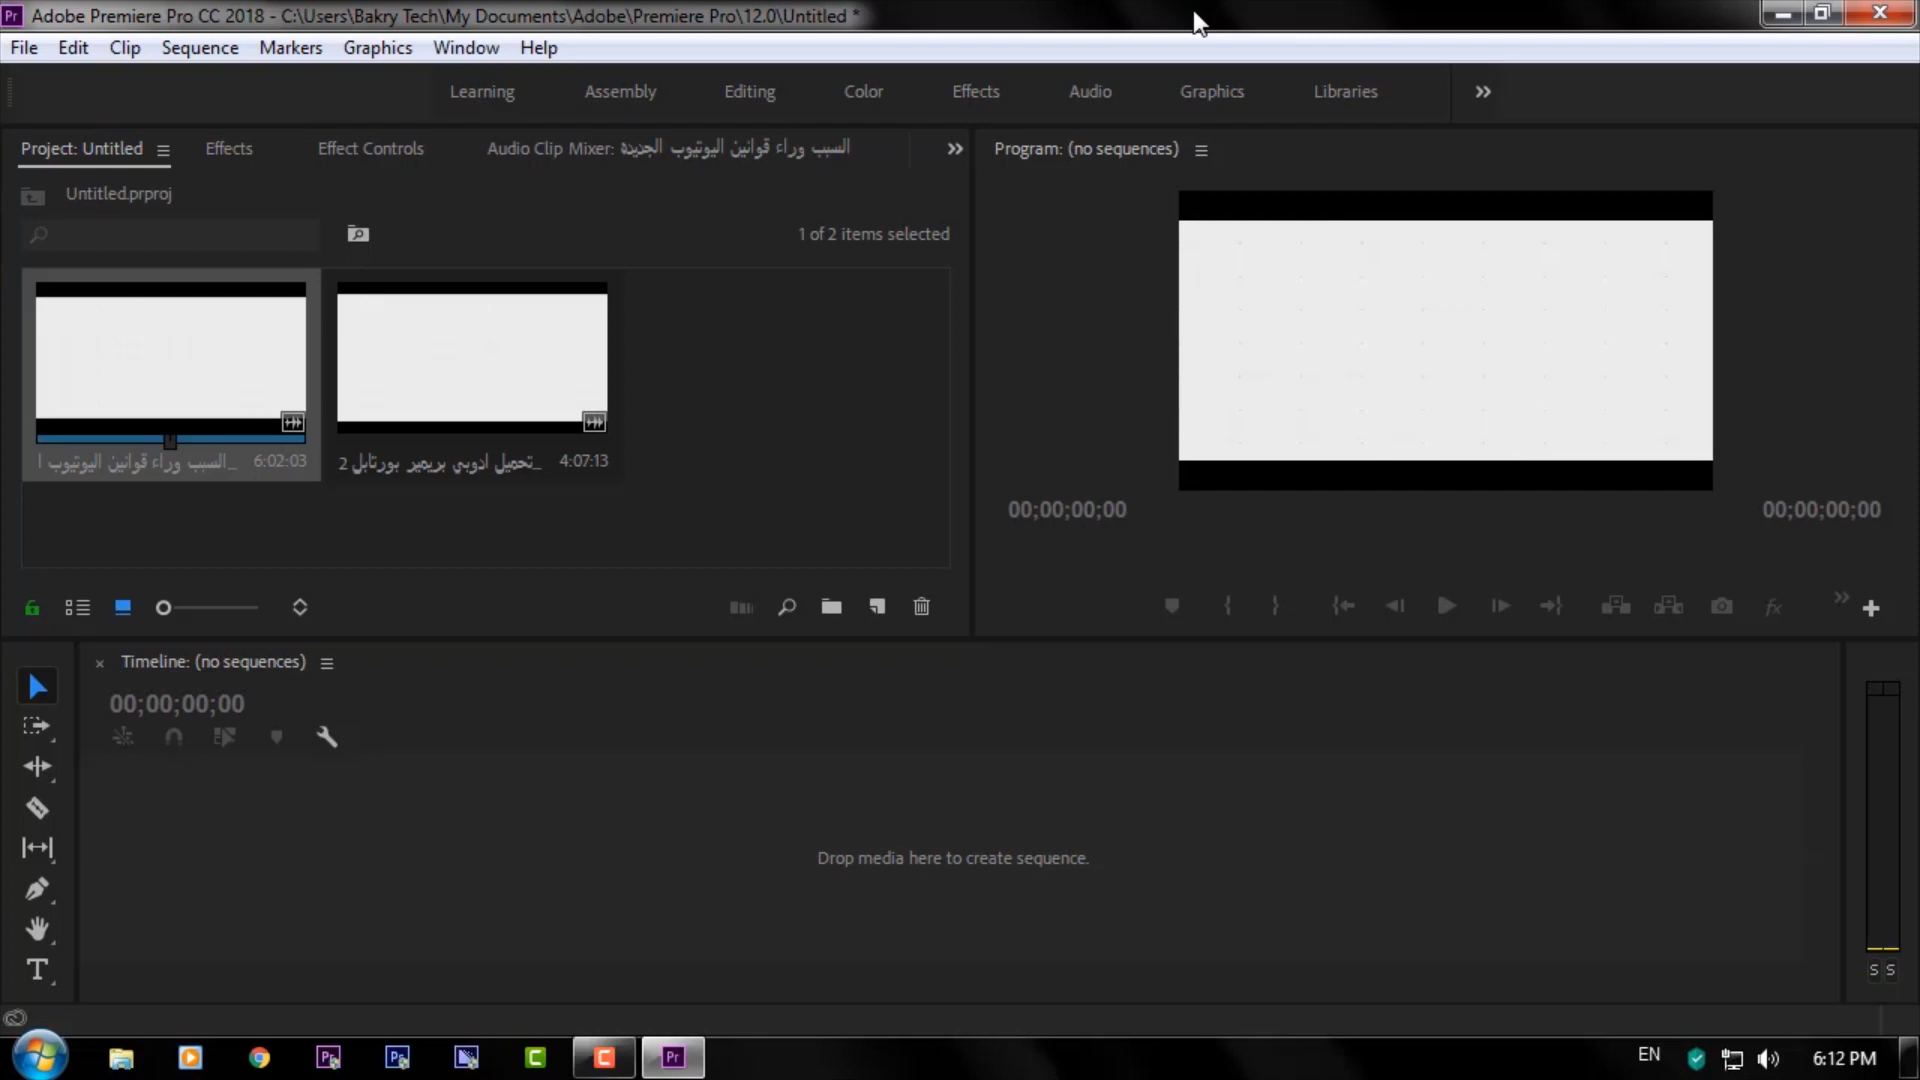 Adobe Premiere Pro CC 2018 - C:\Users\Bakry Tech\My Documents\Adobe\Premiere Pro\12.0\Untitled *
File Edit Clip Sequence Markers Graphics Window Help
Learning Assembly Editing Color Effects Audio Graphics Libraries
Project: Untitled Effects Effect Controls Audio Clip Mixer: السبب وراء قوانين اليوتيوب الجديدة
Program: (no sequences)
Untitled.prproj
1 of 2 items selected
السبب وراء قوانين اليوتيوب ا_ 6:02:03
تحميل ادوبي بريمير بورتابل 2_ 4:07:13
00;00;00;00 00;00;00;00
fx
Timeline: (no sequences)
00;00;00;00
Drop media here to create sequence.
S S
EN 6:12 PM